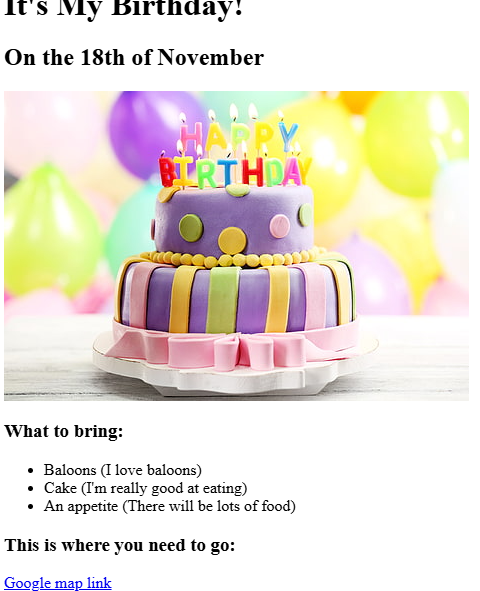 It's My Birthday!
On the 18th of November
HAPPY
BIRTHDAY
What to bring:
Baloons (I love baloons)
Cake (I'm really good at eating)
An appetite (There will be lots of food)
This is where you need to go:
Google map link